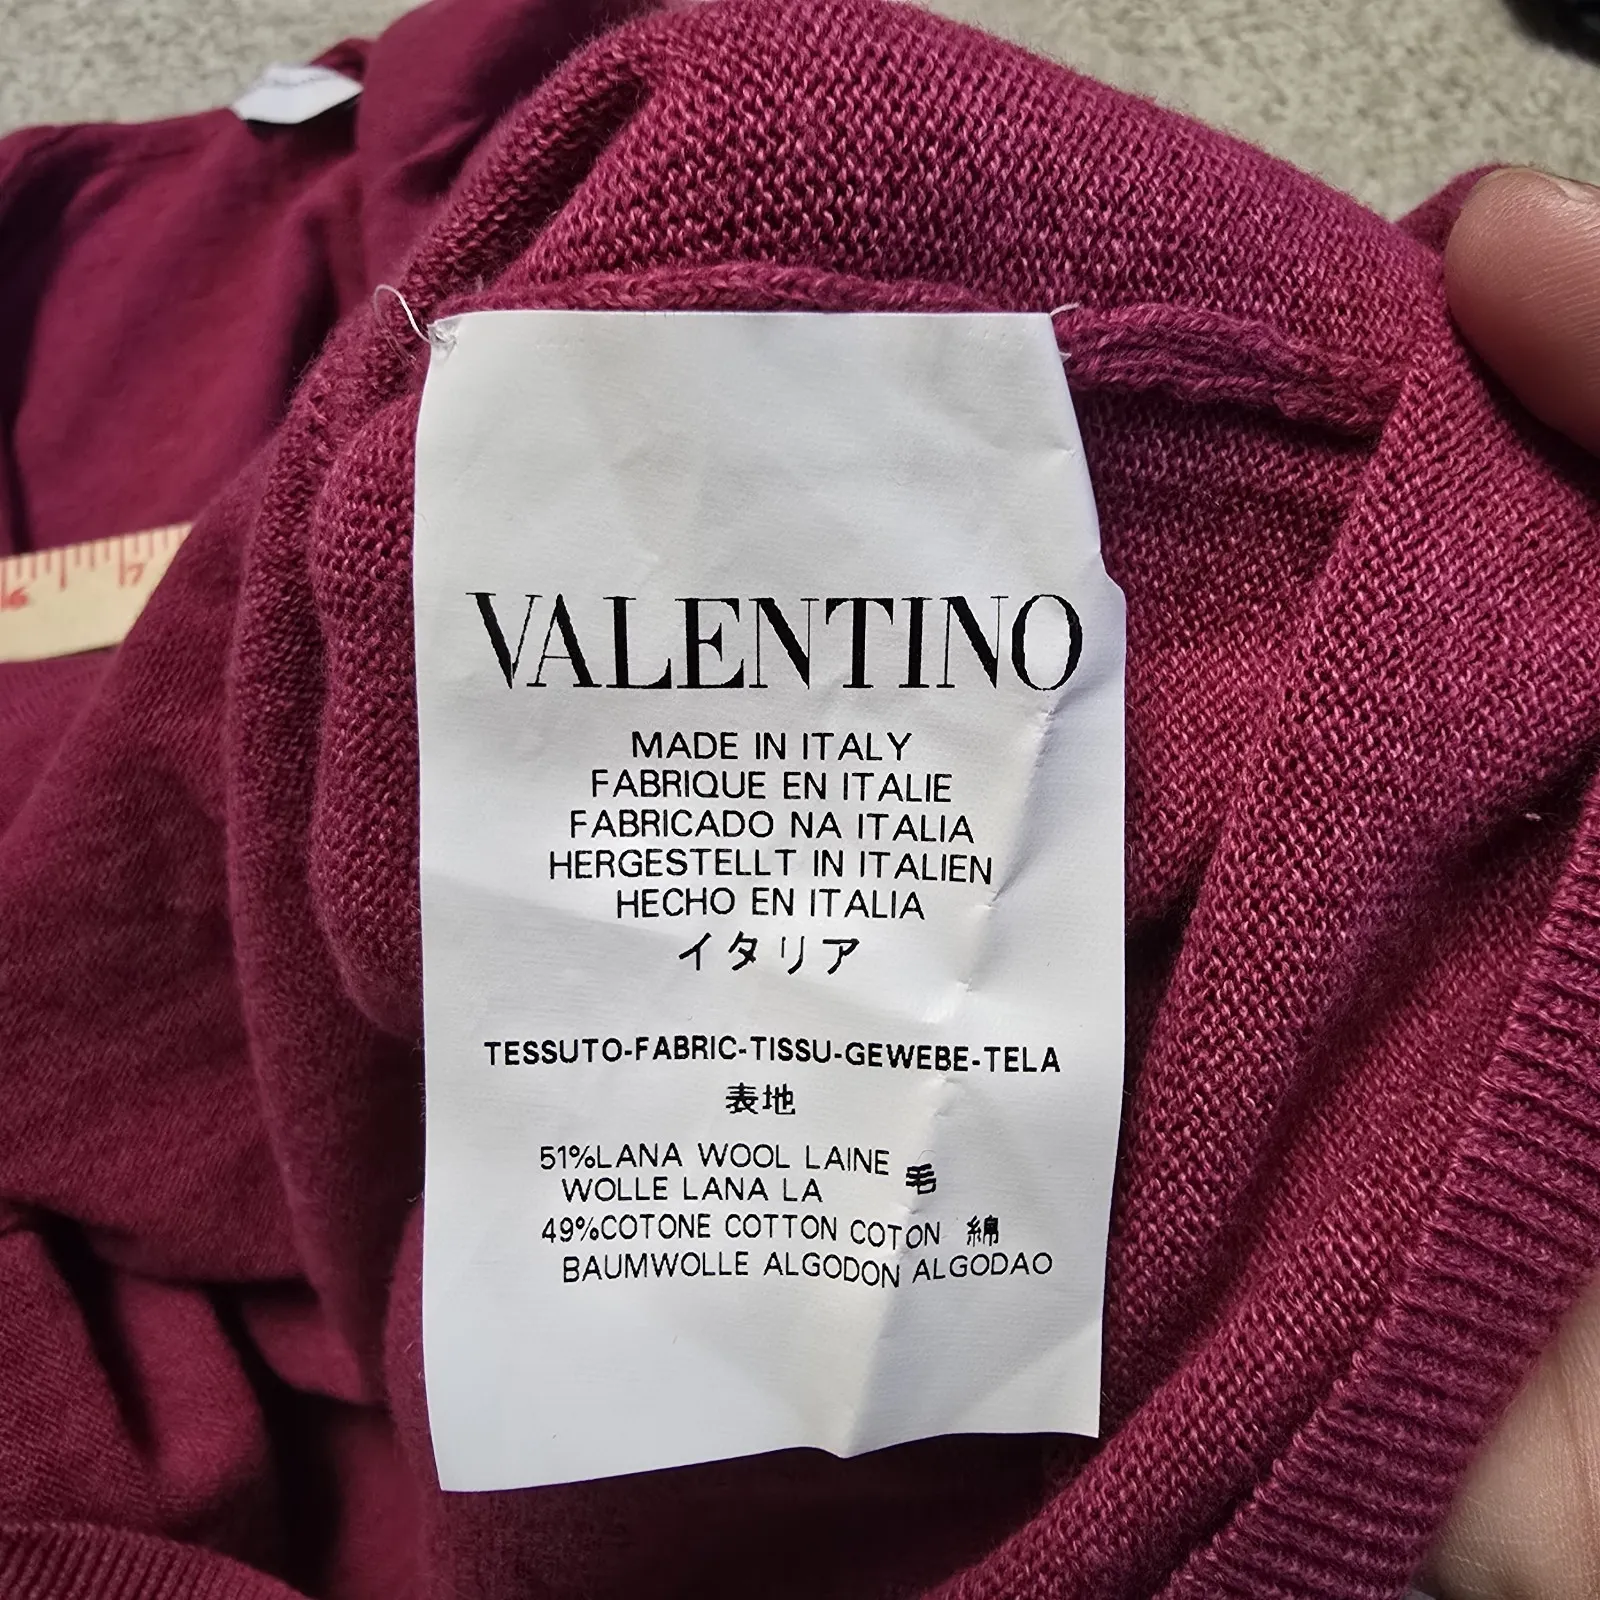 VALENTINO
MADE IN ITALY
FABRIQUE EN ITALIE
FABRICADO NA ITALIA
HERGESTELLT IN ITALIEN
HECHO EN ITALIA
イタリア
TESSUTO-FABRIC-TISSU-GEWEBE-TELA
表地
51%LANA WOOL LAINE 毛
WOLLE LANA LA
49%COTONE COTTON COTON 綿
BAUMWOLLE ALGODON ALGODAO
16 17